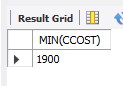 Result Grid
MIN(CCOST)
1900